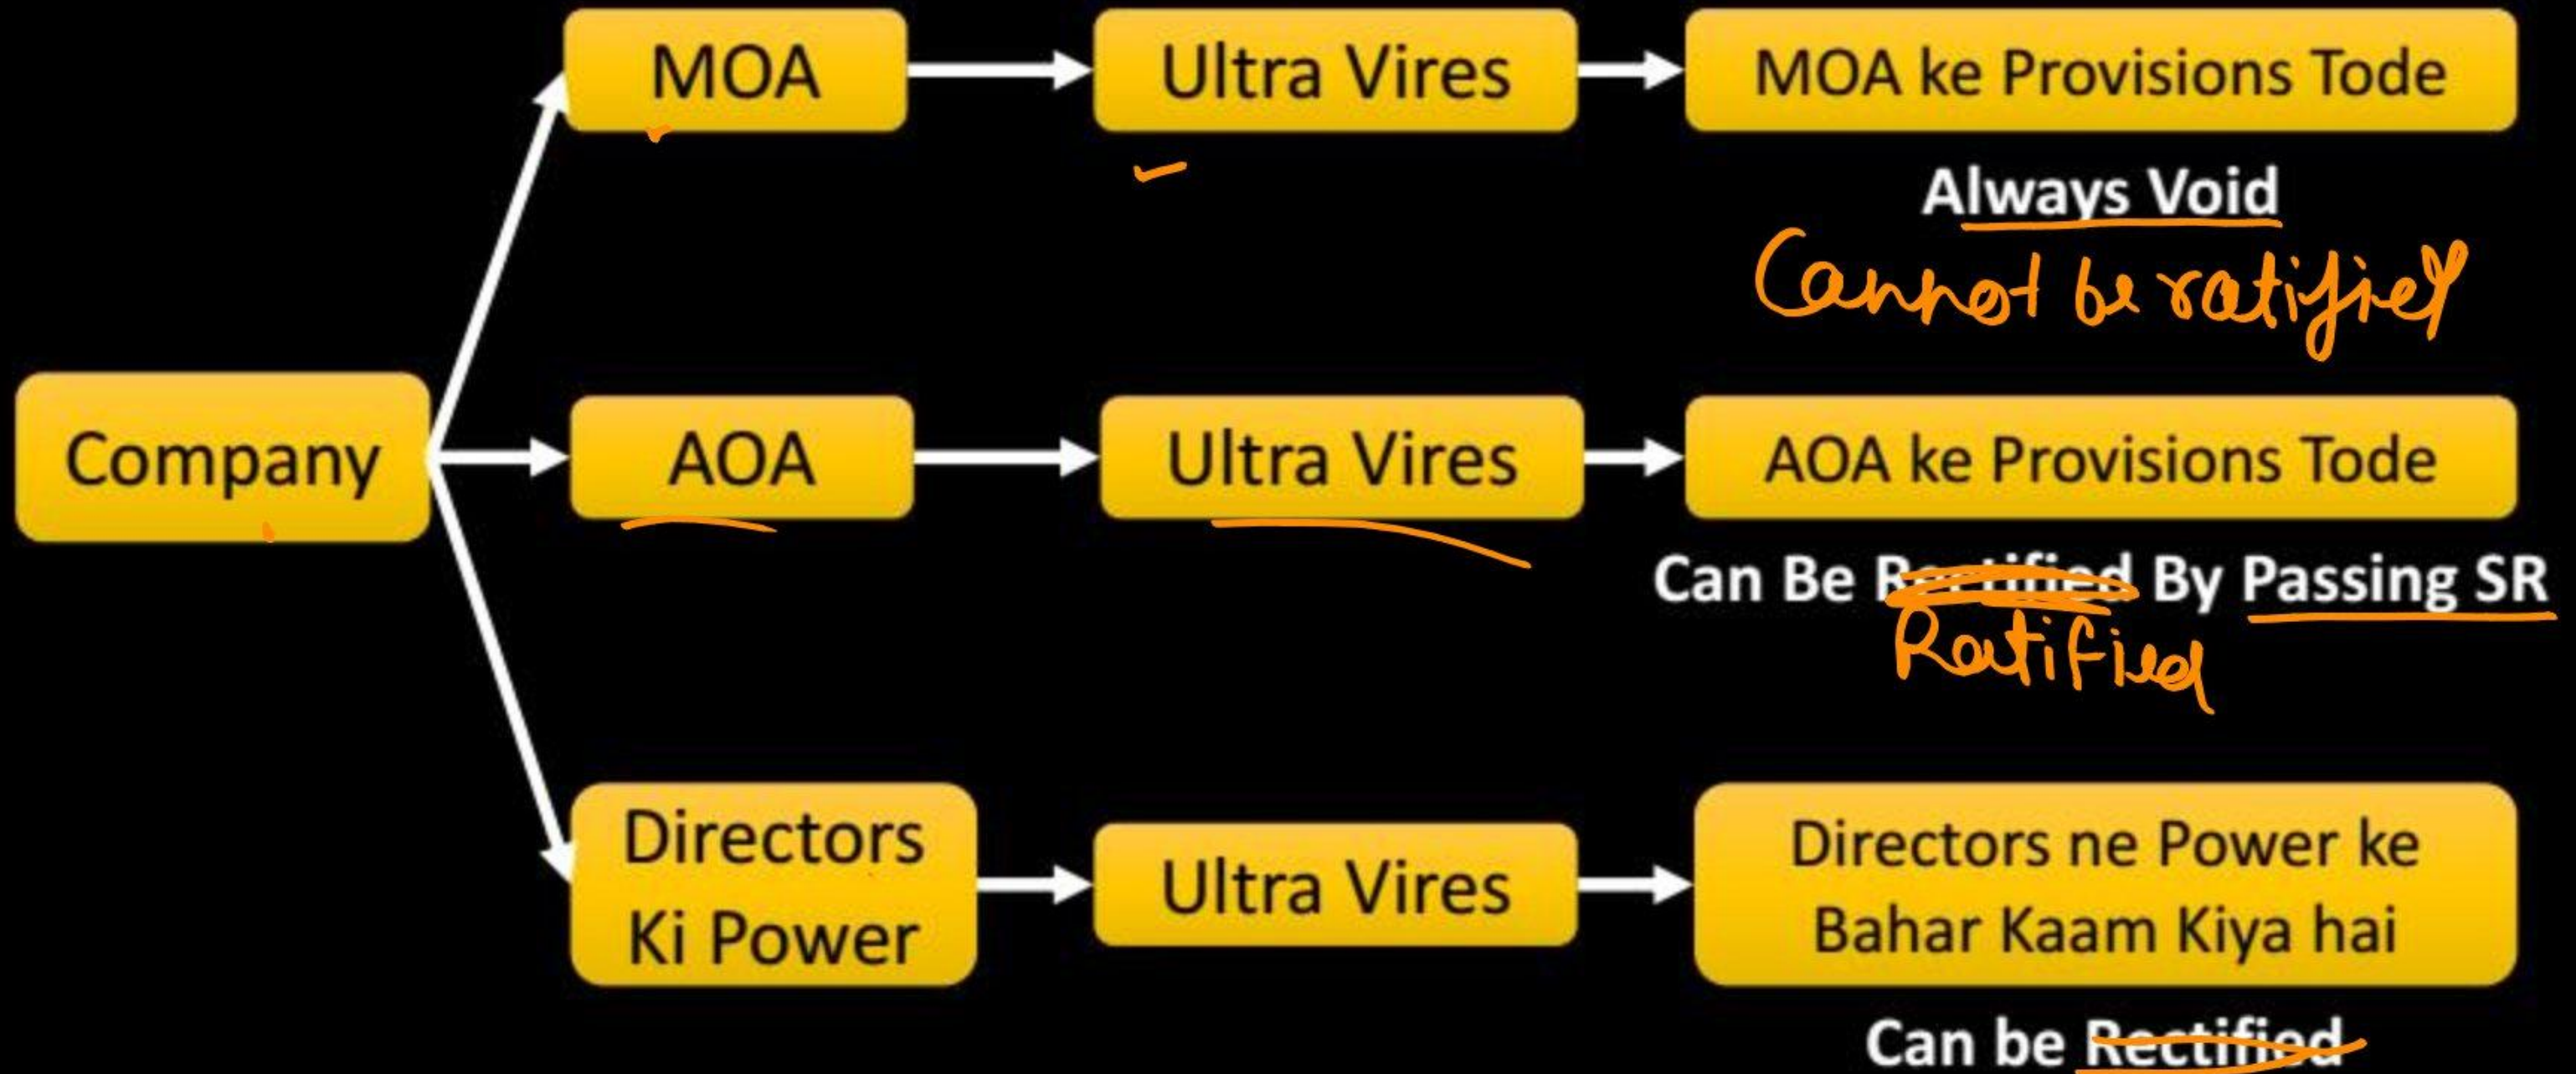 MOA
Ultra Vires
MOA ke Provisions Tode
Always Void
Cannot be ratified
Company
AOA
Ultra Vires
AOA ke Provisions Tode
Can Be Rectified By Passing SR
Ratified
Directors
Ki Power
Ultra Vires
Directors ne Power ke
Bahar Kaam Kiya hai
Can be Rectified